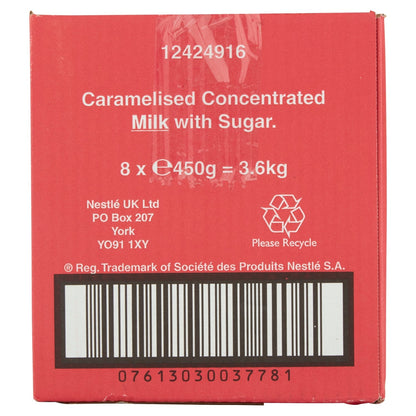 12424916
Caramelised Concentrated
Milk with Sugar.
8 x ℮450g = 3.6kg
Nestlé UK Ltd
PO Box 207
York
YO91 1XY
Please Recycle
® Reg. Trademark of Société des Produits Nestlé S.A.
07613030037781